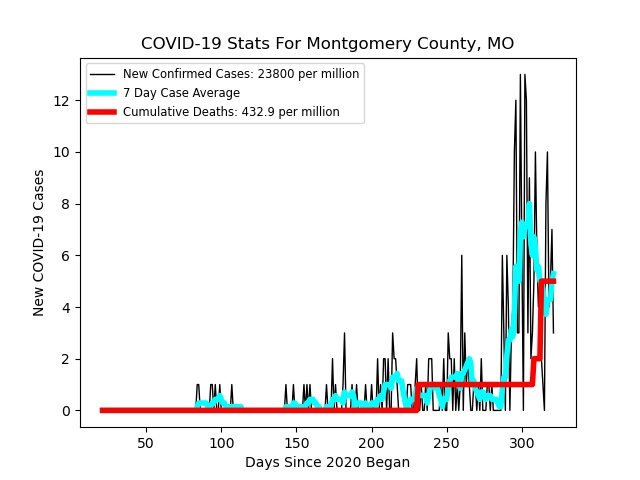 COVID-19 Stats For Montgomery County, MO
New Confirmed Cases: 23800 per million
7 Day Case Average
Cumulative Deaths: 432.9 per million
New COVID-19 Cases
12
10
8
6
4
2
0
50 100 150 200 250 300
Days Since 2020 Began